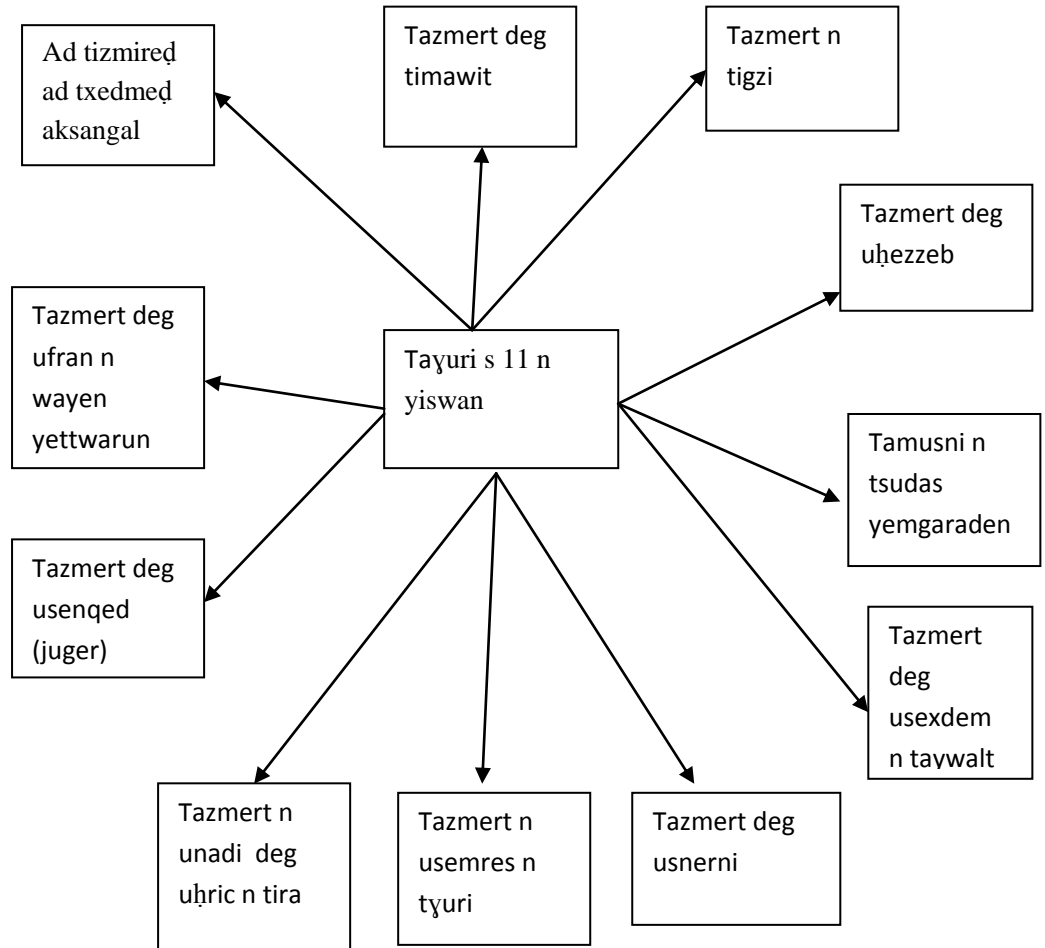 Ad tizmireḍ
ad txedmeḍ
aksangal
Tazmert deg
timawit
Tazmert n
tigzi
Tazmert deg
uḥezzeb
Tazmert deg
ufran n
wayen
yettwarun
Taɣuri s 11 n
yiswan
Tamusni n
tsudas
yemgaraden
Tazmert deg
usenqed
(juger)
Tazmert
deg
usexdem
n taywalt
Tazmert n
unadi  deg
uḥric n tira
Tazmert n
usemres n
tɣuri
Tazmert deg
usnerni